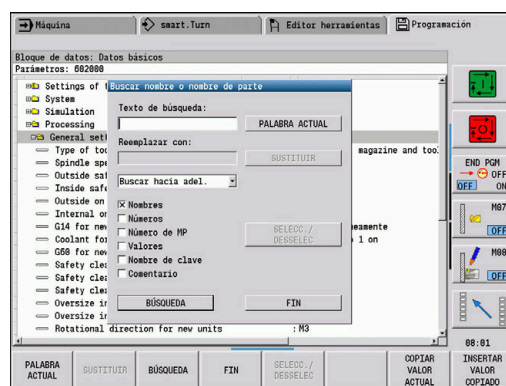 Máquina
smart.Turn
Editor herramientas
Programación
Bloque de datos: Datos básicos
Parámetros: 602000
Settings of
System
Simulation
Processing
General sett
Type of too
magazine and too
Spindle spe
Outside saf
Inside safe
Outside on
Internal on
G14 for new
eamente
Coolant for
1 on
G60 for new
Safety clea
Safety clea
Safety clea
Oversize in
Oversize in
Rotational direction for new units : M3
Buscar nombre o nombre de parte
Texto de búsqueda:
PALABRA ACTUAL
Reemplazar con:
SUSTITUIR
Buscar hacia adel.
Nombres
Números
Número de MP
Valores
Nombre de clave
Comentario
SELECC./
DESSELEC
BÚSQUEDA
FIN
END PGM
OFF
OFF ON
M07
OFF
M08
OFF
08:01
PALABRA
ACTUAL
SUSTITUIR
BÚSQUEDA
FIN
SELECC./
DESSELEC
COPIAR
VALOR
ACTUAL
INSERTAR
VALOR
COPIADO